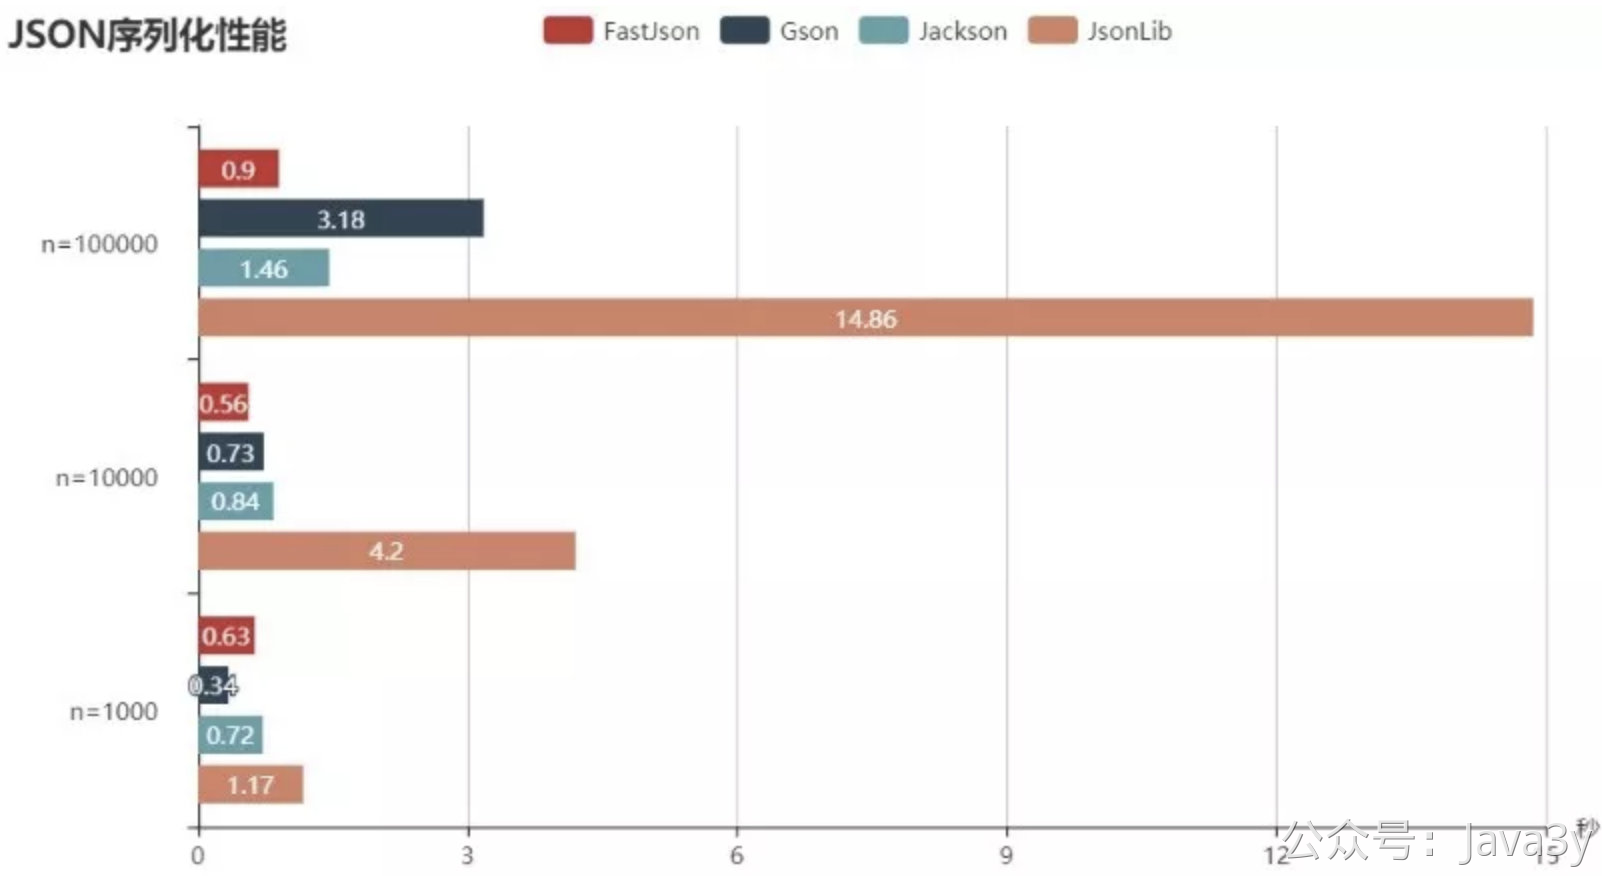 JSON序列化性能
FastJson Gson Jackson JsonLib
0.9
3.18
n=100000
1.46
14.86
0.56
0.73
n=10000
0.84
4.2
0.63
0.34
n=1000
0.72
1.17
秒
0 3 6 9 12 15
公众号：Java3y